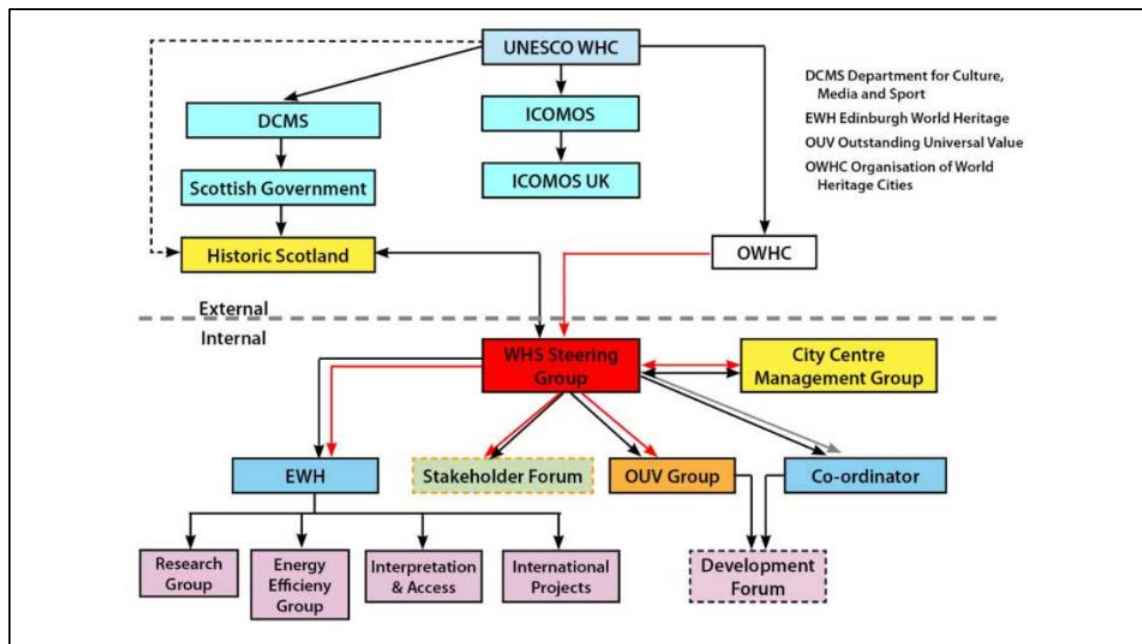 UNESCO WHC
DCMS Department for Culture,
Media and Sport
EWH Edinburgh World Heritage
OUV Outstanding Universal Value
OWHC Organisation of World
Heritage Cities
DCMS
ICOMOS
Scottish Government
ICOMOS UK
Historic Scotland
OWHC
External
Internal
WHS Steering
Group
City Centre
Management Group
EWH
Stakeholder Forum
OUV Group
Co-ordinator
Research
Group
Energy
Efficieny
Group
Interpretation
& Access
International
Projects
Development
Forum